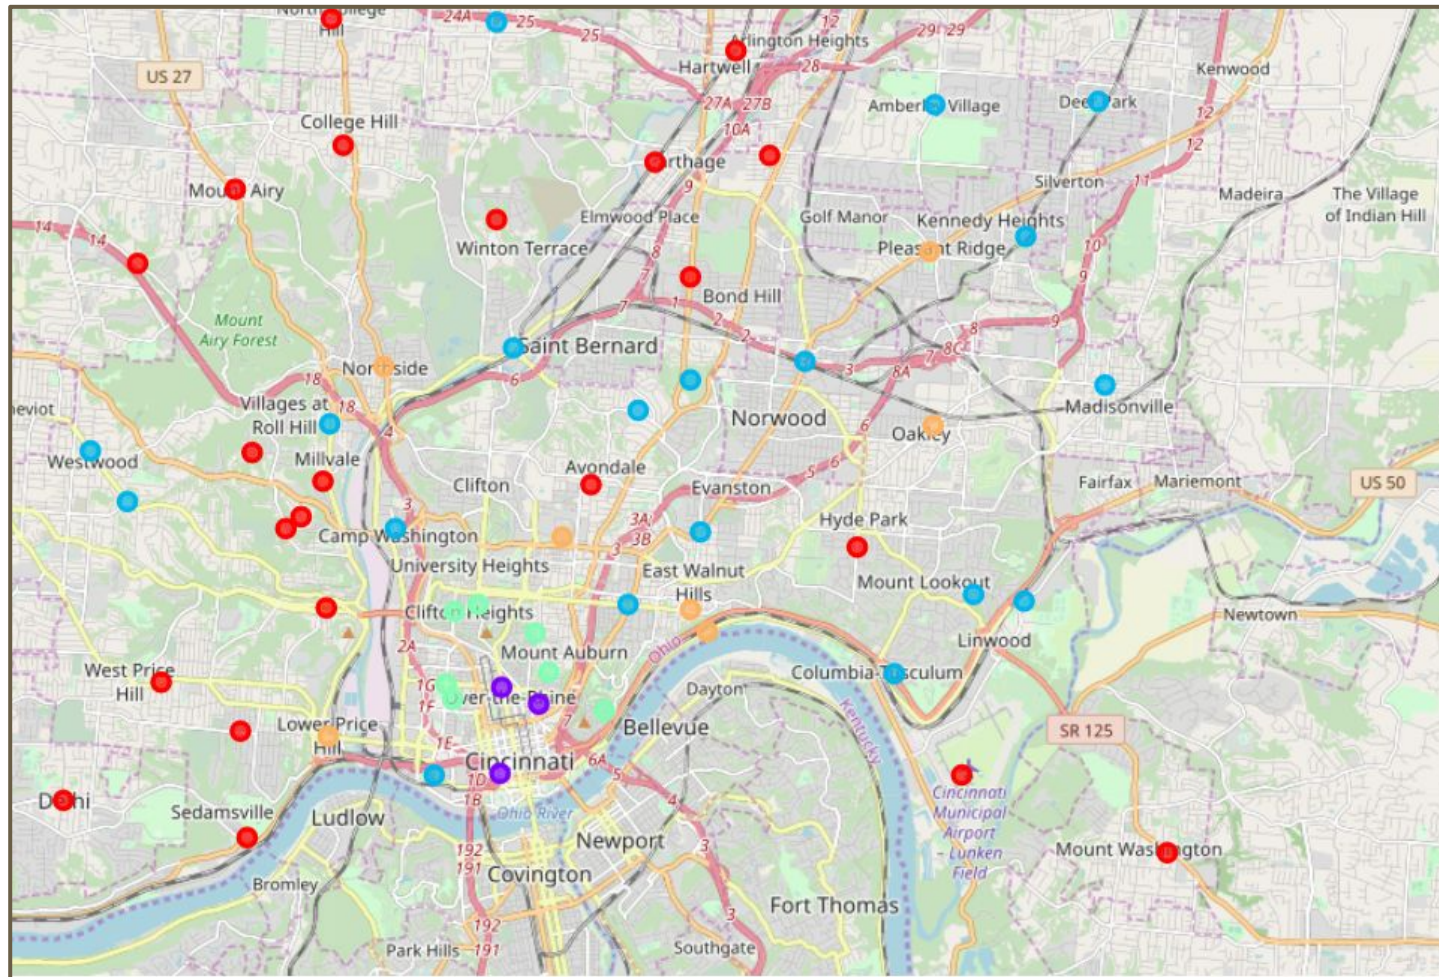 North College
Hill
24A
25
25
12
29
29
Arlington Heights
Hartwell
28
US 27
Kenwood
27A
27B
10A
12
Amberley Village
Deer Park
College Hill
12
Carthage
9
11
Silverton
Mount Airy
Madeira
The Village
of Indian Hill
Elmwood Place
Golf Manor
Kennedy Heights
14
14
Winton Terrace
8
Pleasant Ridge
10
7
9
Bond Hill
1
7
2
2
Mount
Airy Forest
8
9
Saint Bernard
3
7
8C
8A
6
Northside
18
18
Villages at
Roll Hill
Madisonville
Norwood
Oakley
4
6
Westwood
Millvale
Avondale
5
6
Clifton
Evanston
Fairfax
Mariemont
US 50
3
3A
3B
3
Hyde Park
Camp Washington
University Heights
East Walnut
Hills
Mount Lookout
Clifton Heights
Newtown
Linwood
2A
Mount Auburn
Ohio
West Price
Hill
Columbia-Tusculum
1G
1F
Over-the-Rhine
Dayton
Kentucky
7
Bellevue
Lower Price
Hill
1E
SR 125
Cincinnati
6A
5
1D
1B
4
Delhi
Sedamsville
Ludlow
Ohio River
Cincinnati
Municipal
Airport
– Lunken
Field
Newport
3
192
191
Mount Washington
Covington
Bromley
Fort Thomas
3
192
191
Park Hills
Southgate